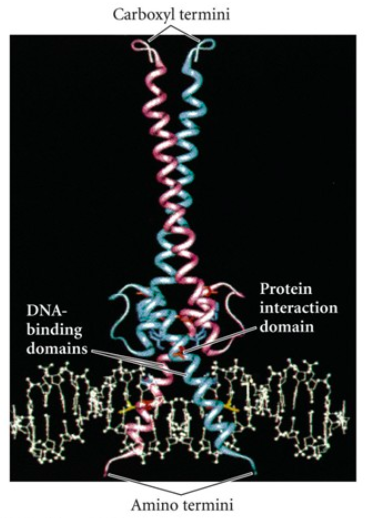 Carboxyl termini
Protein
interaction
domain
DNA-
binding
domains
Amino termini